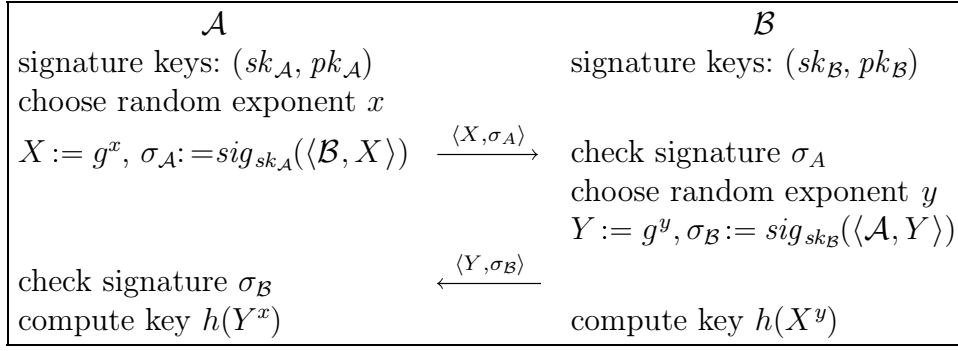 𝒜 ℬ
signature keys: (sk_𝒜, pk_𝒜) signature keys: (sk_ℬ, pk_ℬ)
choose random exponent x
X := g^x, σ_𝒜: =sig_{sk_𝒜}(⟨ℬ, X⟩) ⟨X,σ_A⟩ check signature σ_A
choose random exponent y
Y := g^y, σ_ℬ := sig_{sk_ℬ}(⟨𝒜, Y⟩)
check signature σ_ℬ ⟨Y,σ_ℬ⟩
compute key h(Y^x) compute key h(X^y)